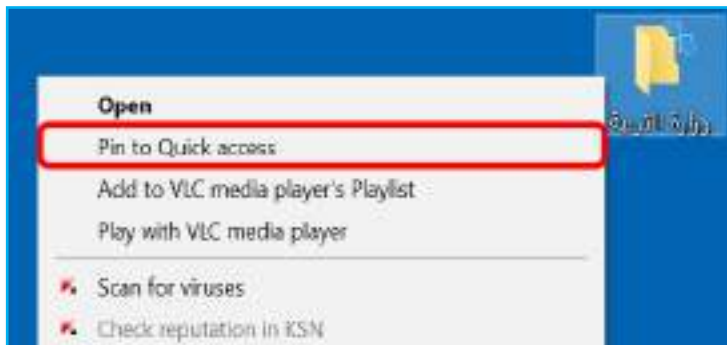 Open
Pin to Quick access
Add to VLC media player's Playlist
Play with VLC media player
Scan for viruses
Check reputation in KSN